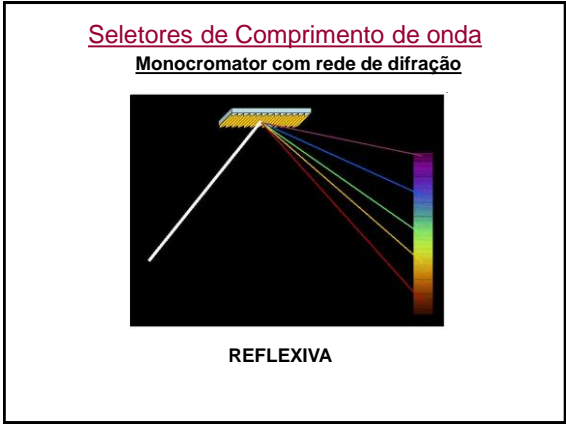 Seletores de Comprimento de onda
Monocromator com rede de difração
REFLEXIVA